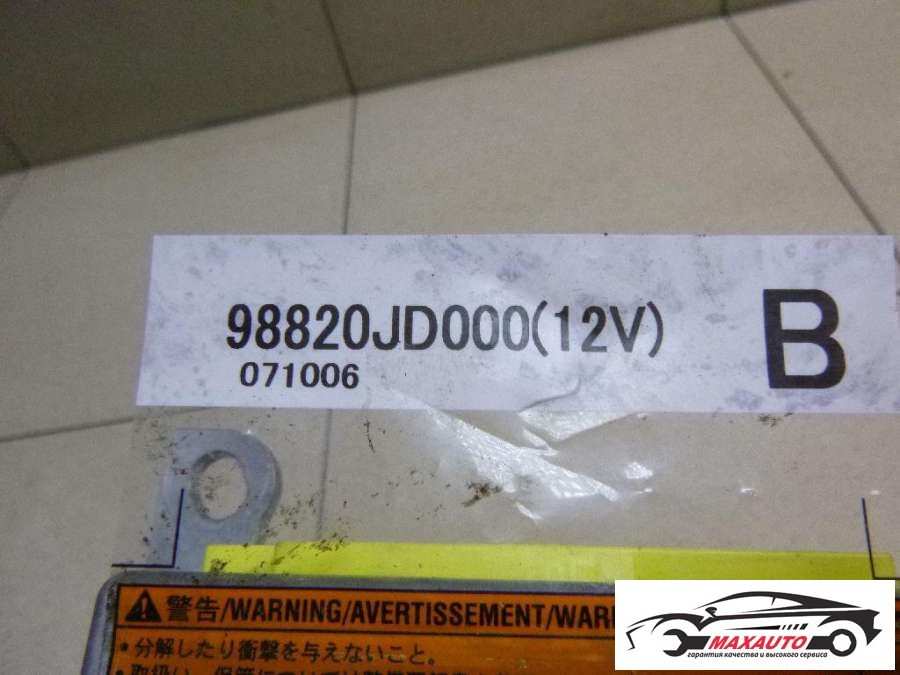 98820JD000(12V)
B
071006
警告/WARNING/AVERTISSEMENT/WAR
*分解したり衝撃を与えないこと。
MAXAUTO
гарантия качества и высокого сервиса